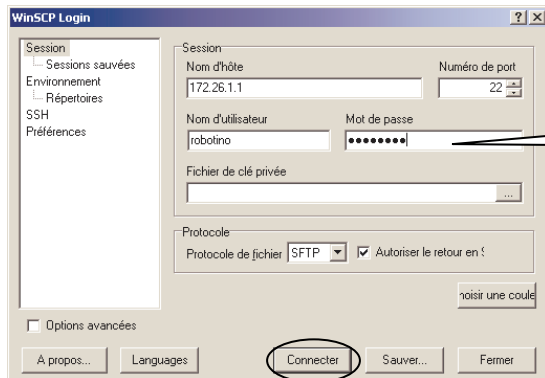 WinSCP Login
Session
Sessions sauvées
Environnement
Répertoires
SSH
Préférences
Session
Nom d'hôte
Numéro de port
172.26.1.1
22
Nom d'utilisateur
Mot de passe
robotino
●●●●●●●●
Fichier de clé privée
...
Protocole
Protocole de fichier SFTP Autoriser le retour en S
hoisir une coule
Options avancées
A propos... Languages Connecter Sauver... Fermer